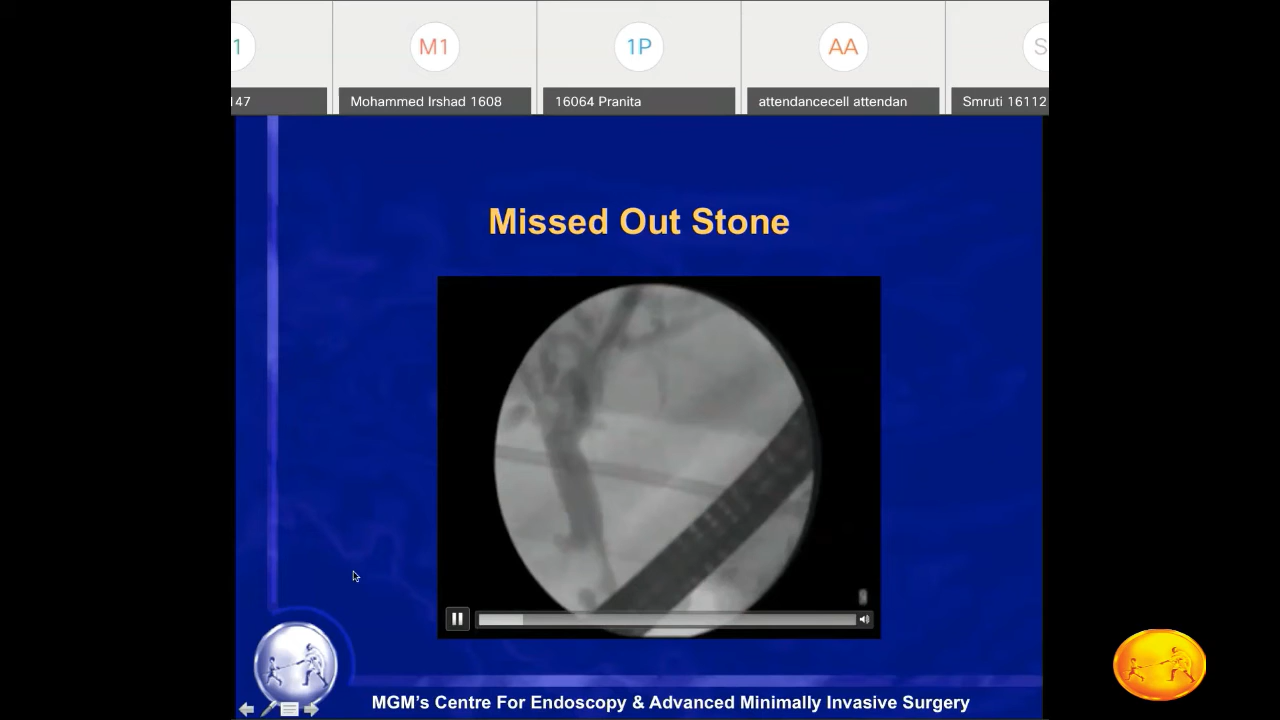 1
M1
1P
AA
S
147
Mohammed Irshad 1608
16064 Pranita
attendancecell attendan
Smruti 16112
Missed Out Stone
MGM's Centre For Endoscopy & Advanced Minimally Invasive Surgery